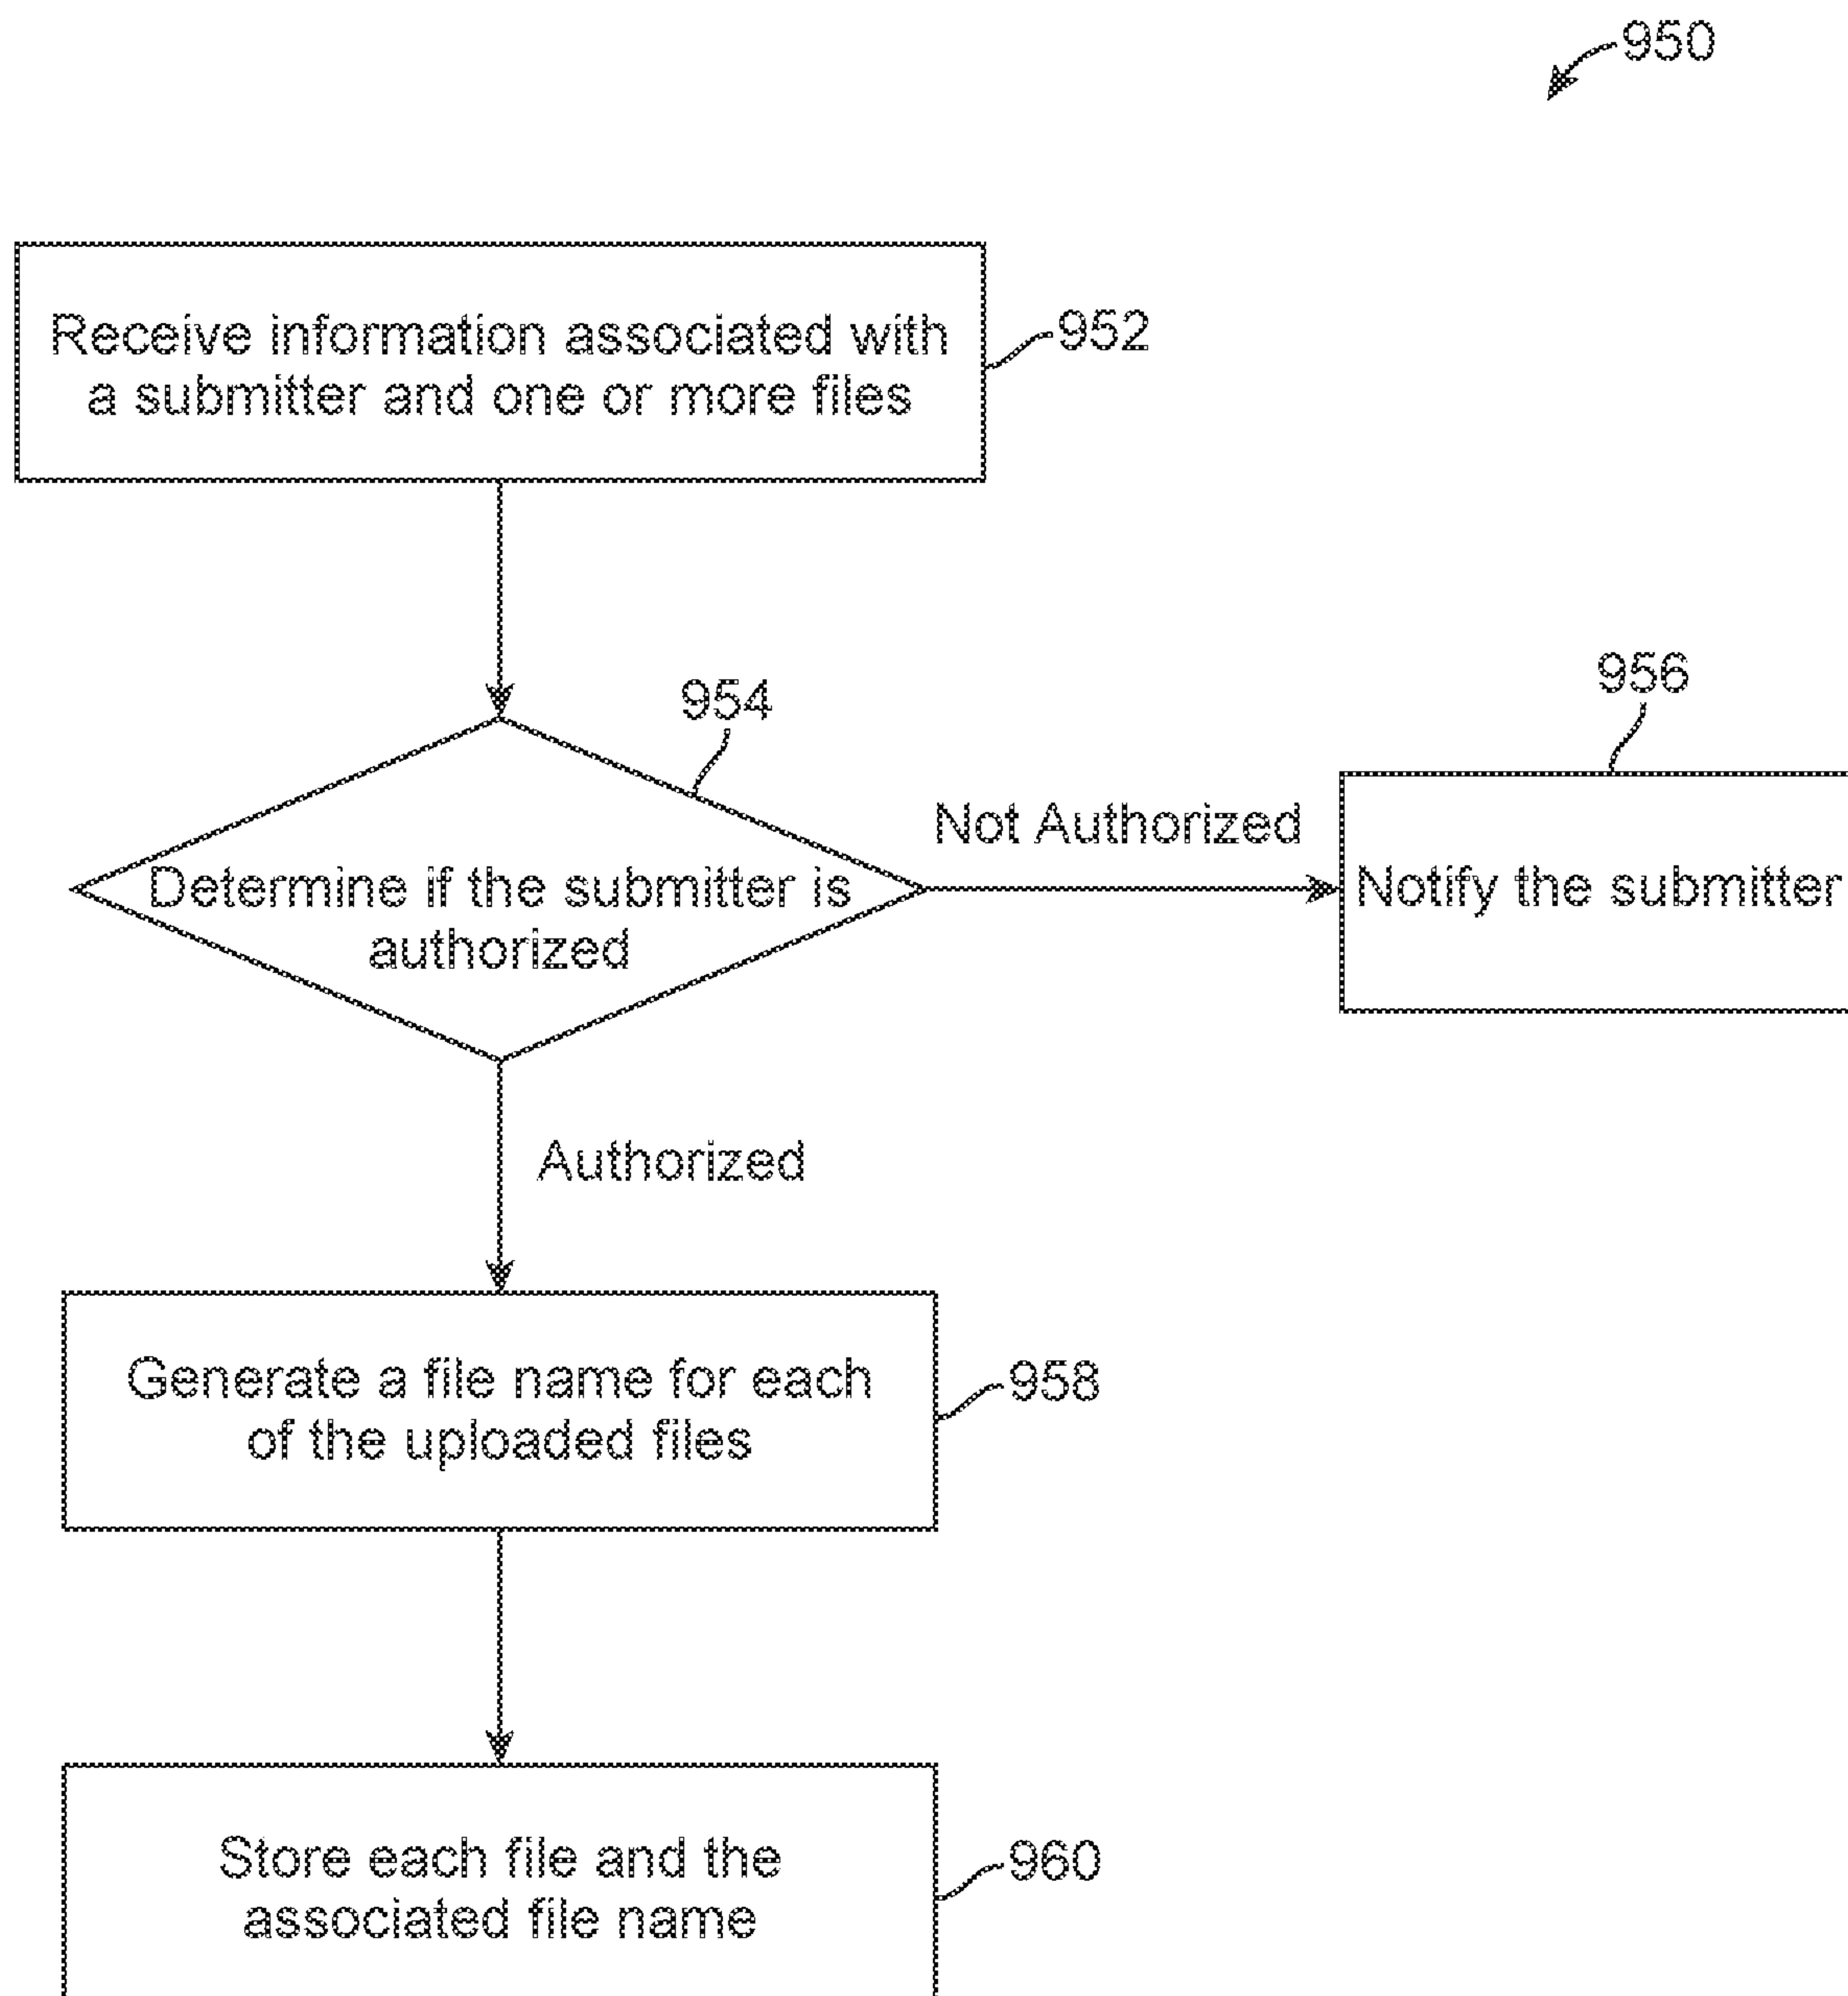 950
Receive information associated with
a submitter and one or more files
952
954
956
Determine if the submitter is
authorized
Not Authorized
Notify the submitter
Authorized
Generate a file name for each
of the uploaded files
958
Store each file and the
associated file name
960